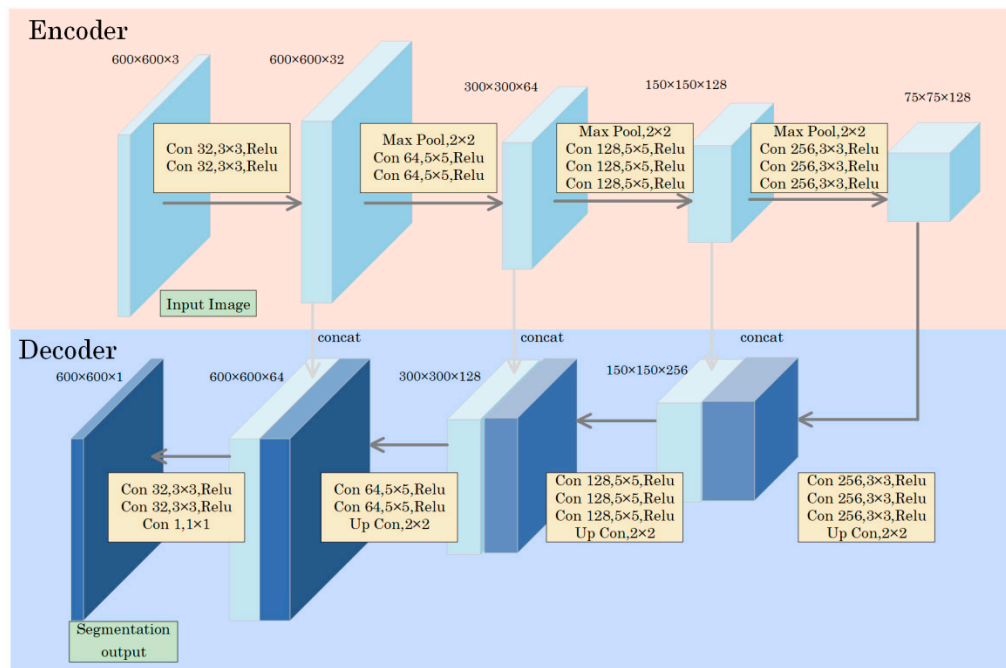 Encoder
600×600×3
600×600×32
300×300×64
150×150×128
75×75×128
Con 32,3×3,Relu
Con 32,3×3,Relu
Max Pool,2×2
Con 64,5×5,Relu
Con 64,5×5,Relu
Max Pool,2×2
Con 128,5×5,Relu
Con 128,5×5,Relu
Con 128,5×5,Relu
Max Pool,2×2
Con 256,3×3,Relu
Con 256,3×3,Relu
Con 256,3×3,Relu
Input Image
concat
concat
concat
Decoder
600×600×1
600×600×64
300×300×128
150×150×256
Con 32,3×3,Relu
Con 32,3×3,Relu
Con 1,1×1
Con 64,5×5,Relu
Con 64,5×5,Relu
Up Con,2×2
Con 128,5×5,Relu
Con 128,5×5,Relu
Con 128,5×5,Relu
Up Con,2×2
Con 256,3×3,Relu
Con 256,3×3,Relu
Con 256,3×3,Relu
Up Con,2×2
Segmentation
output